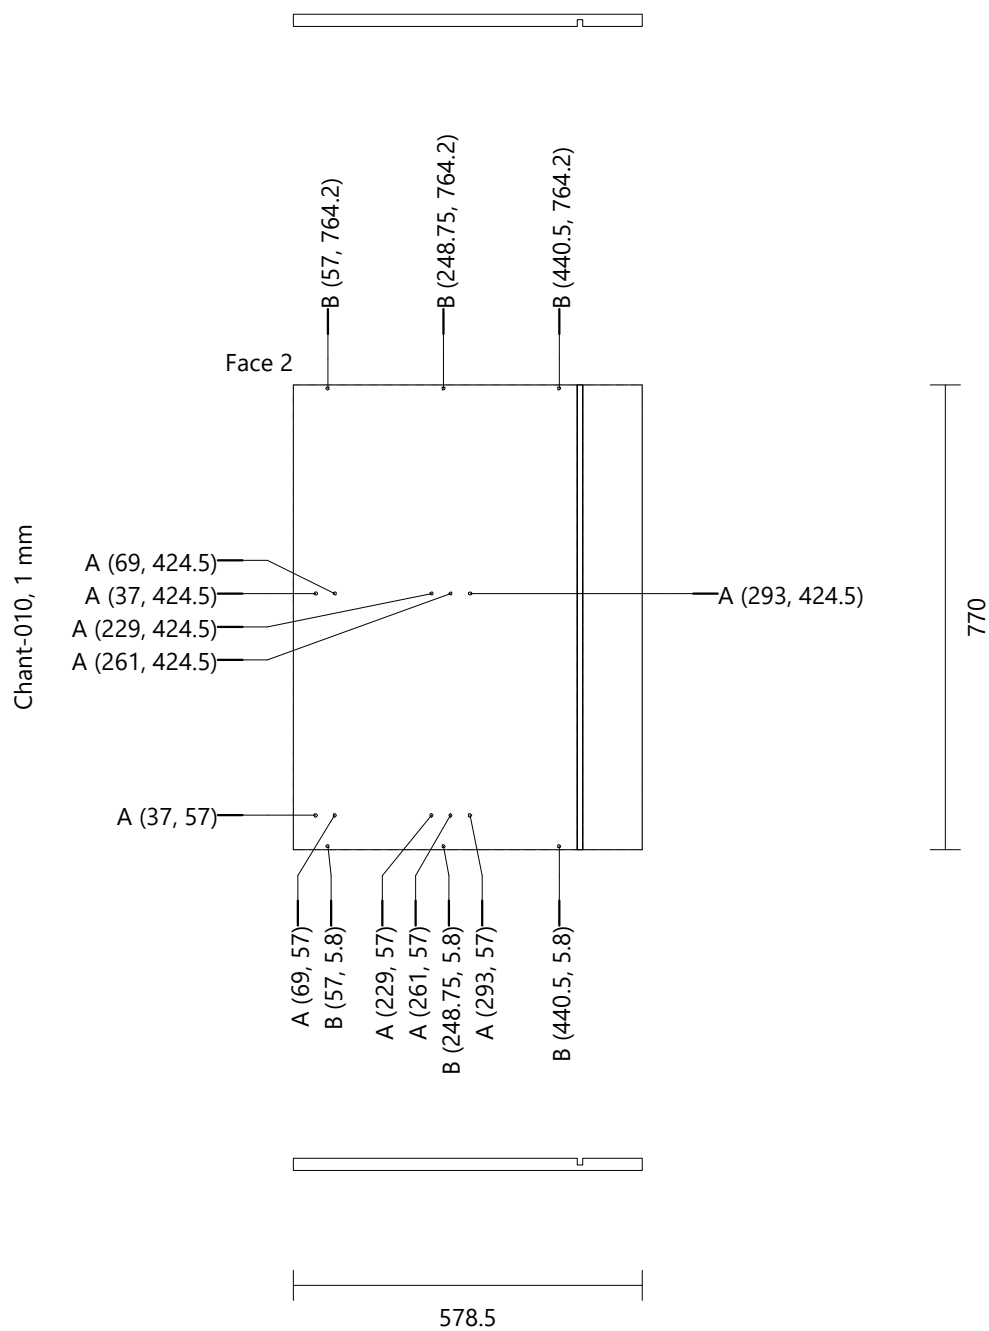 B (57, 764.2)
B (248.75, 764.2)
B (440.5, 764.2)
Face 2
Chant-010, 1 mm
A (69, 424.5)
A (37, 424.5)
A (229, 424.5)
A (261, 424.5)
A (293, 424.5)
770
A (37, 57)
A (69, 57)
B (57, 5.8)
A (229, 57)
A (261, 57)
B (248.75, 5.8)
A (293, 57)
B (440.5, 5.8)
578.5